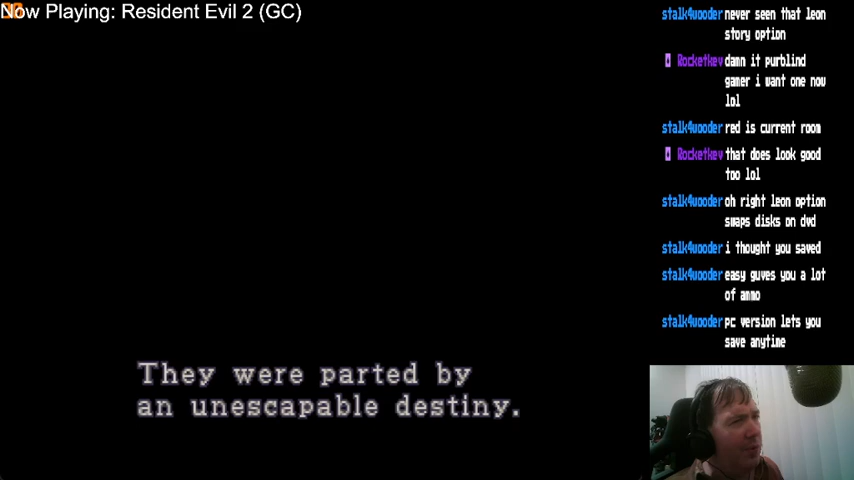 Now Playing: Resident Evil 2 (GC)
They were parted by
an unescapable destiny.
stalk4wooder never seen that leon
story option
Rocketkev damn it purblind
gamer i want one now
lol
stalk4wooder red is current room
Rocketkev that does look good
too lol
stalk4wooder oh right leon option
swaps disks on dvd
stalk4wooder i thought you saved
stalk4wooder easy guves you a lot
of ammo
stalk4wooder pc version lets you
save anytime